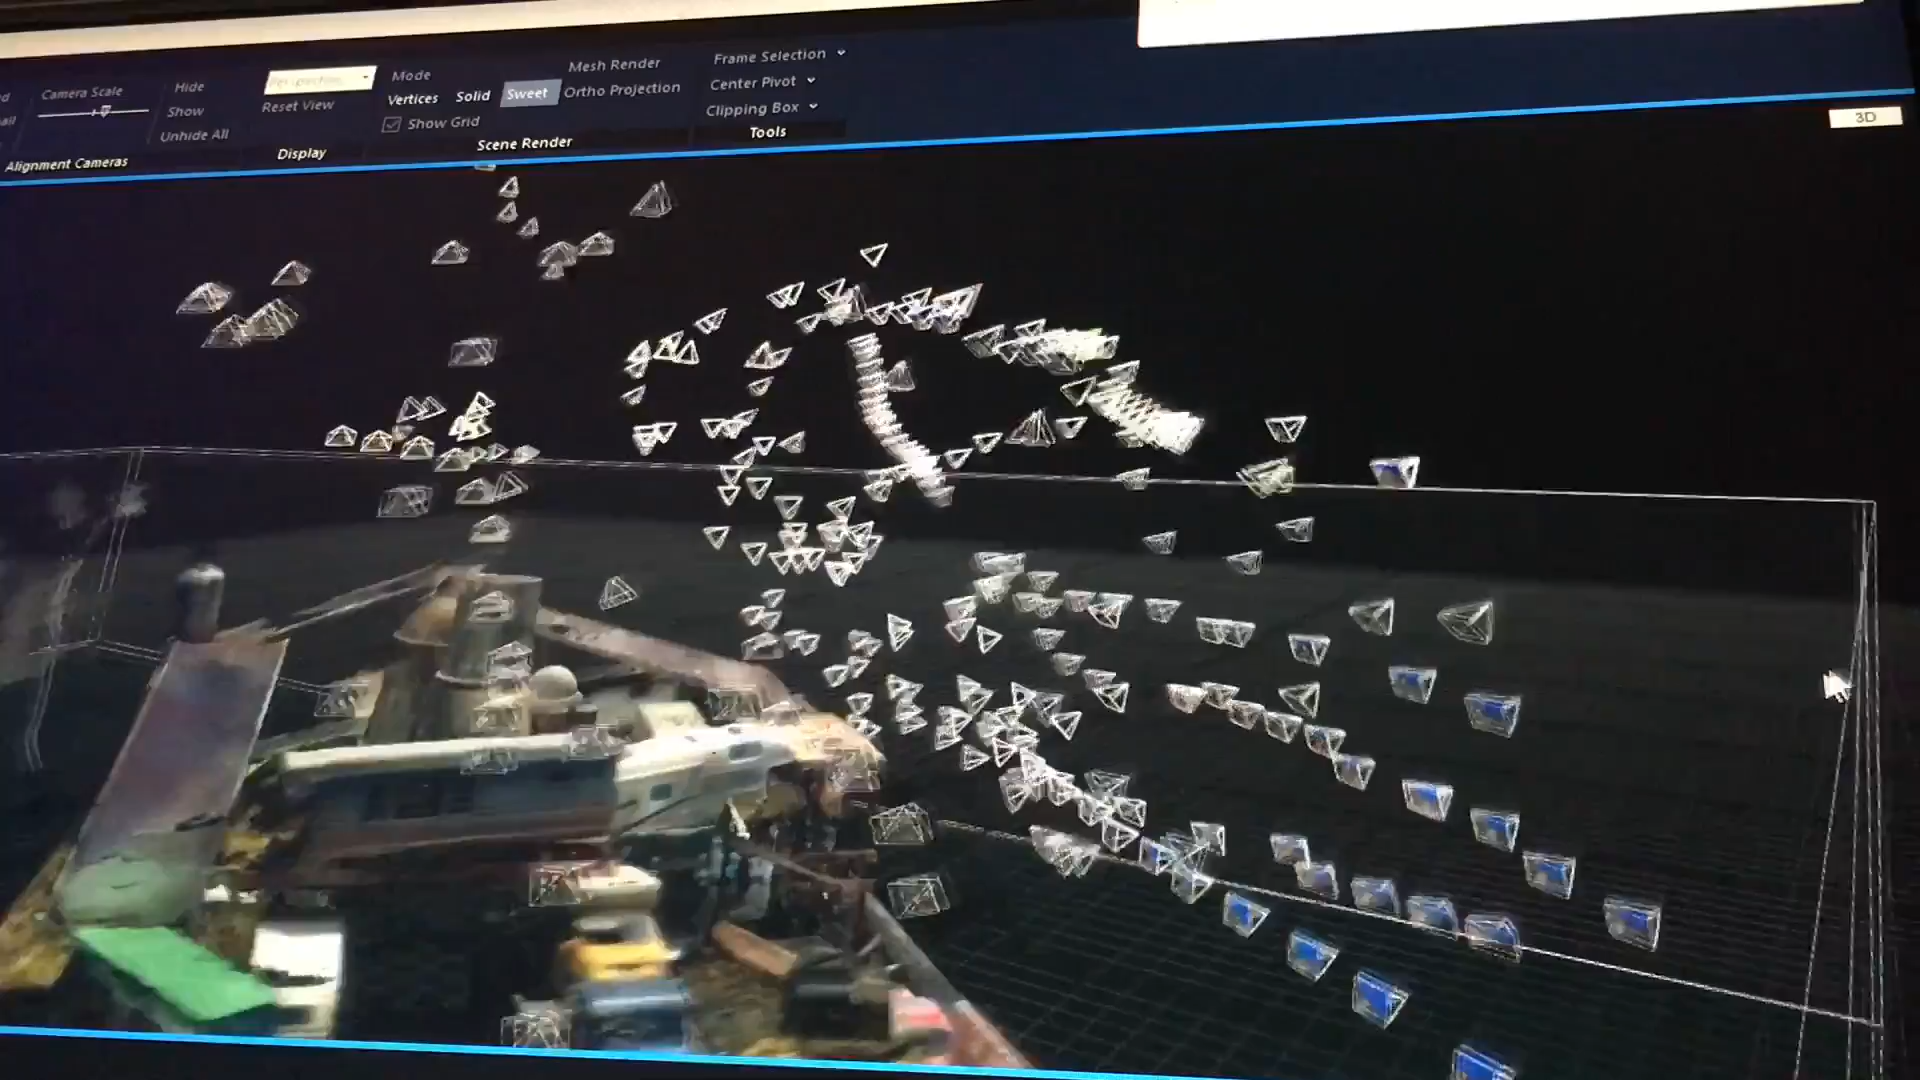 Camera Scale
Hide
Show
Unhide All
Alignment Cameras
Reset View
Display
Mode
Vertices Solid Sweet
Show Grid
Mesh Render
Ortho Projection
Scene Render
Frame Selection
Center Pivot
Clipping Box
Tools
3D